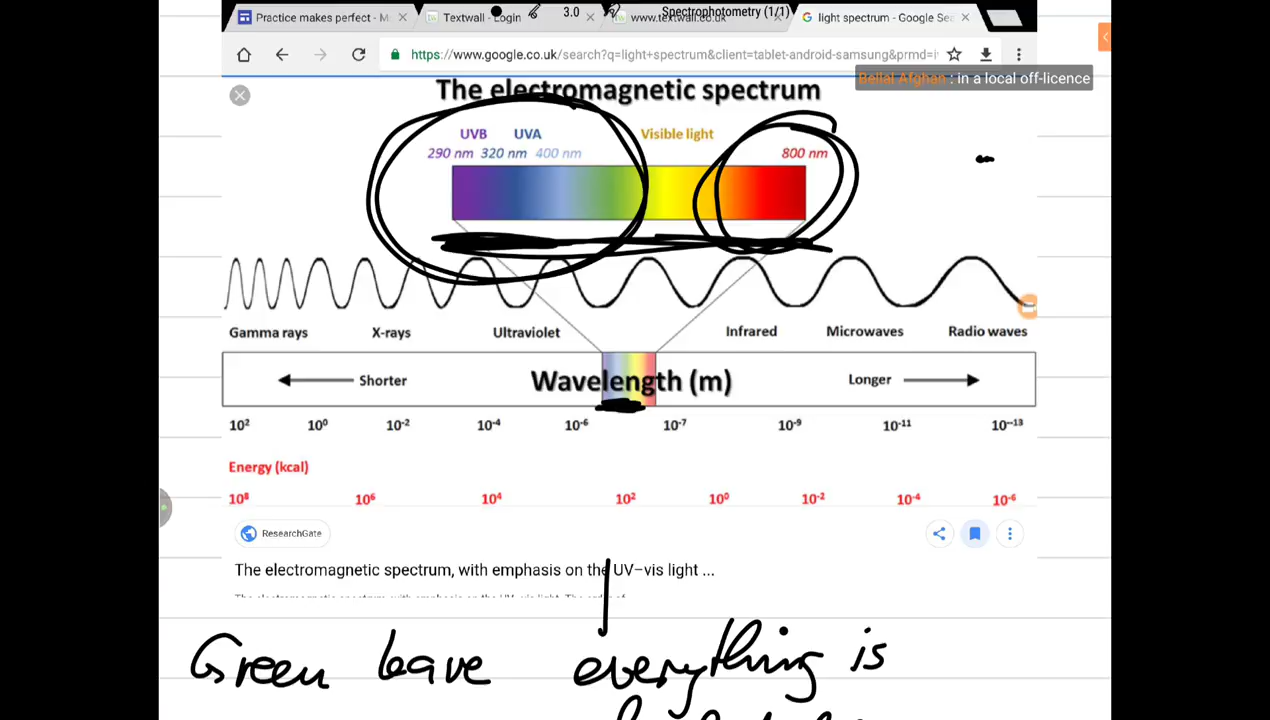 Practice makes perfect - M
Textwall - Login
3.0
www.textwall.co.uk
Spectrophotometry (1/1)
light spectrum - Google Sea
https://www.google.co.uk/search?q=light+spectrum&client=tablet-android-samsung&prmd=i
Bellal Afghan : in a local off-licence
The electromagnetic spectrum
UVB UVA Visible light
290 nm 320 nm 400 nm 800 nm
Gamma rays X-rays Ultraviolet Infrared Microwaves Radio waves
Shorter Wavelength (m) Longer
10² 10⁰ 10⁻² 10⁻⁴ 10⁻⁶ 10⁻⁷ 10⁻⁹ 10⁻¹¹ 10⁻⁻¹³
Energy (kcal)
10⁸ 10⁶ 10⁴ 10² 10⁰ 10⁻² 10⁻⁴ 10⁻⁶
ResearchGate
The electromagnetic spectrum, with emphasis on the UV–vis light ...
Green leave everything is